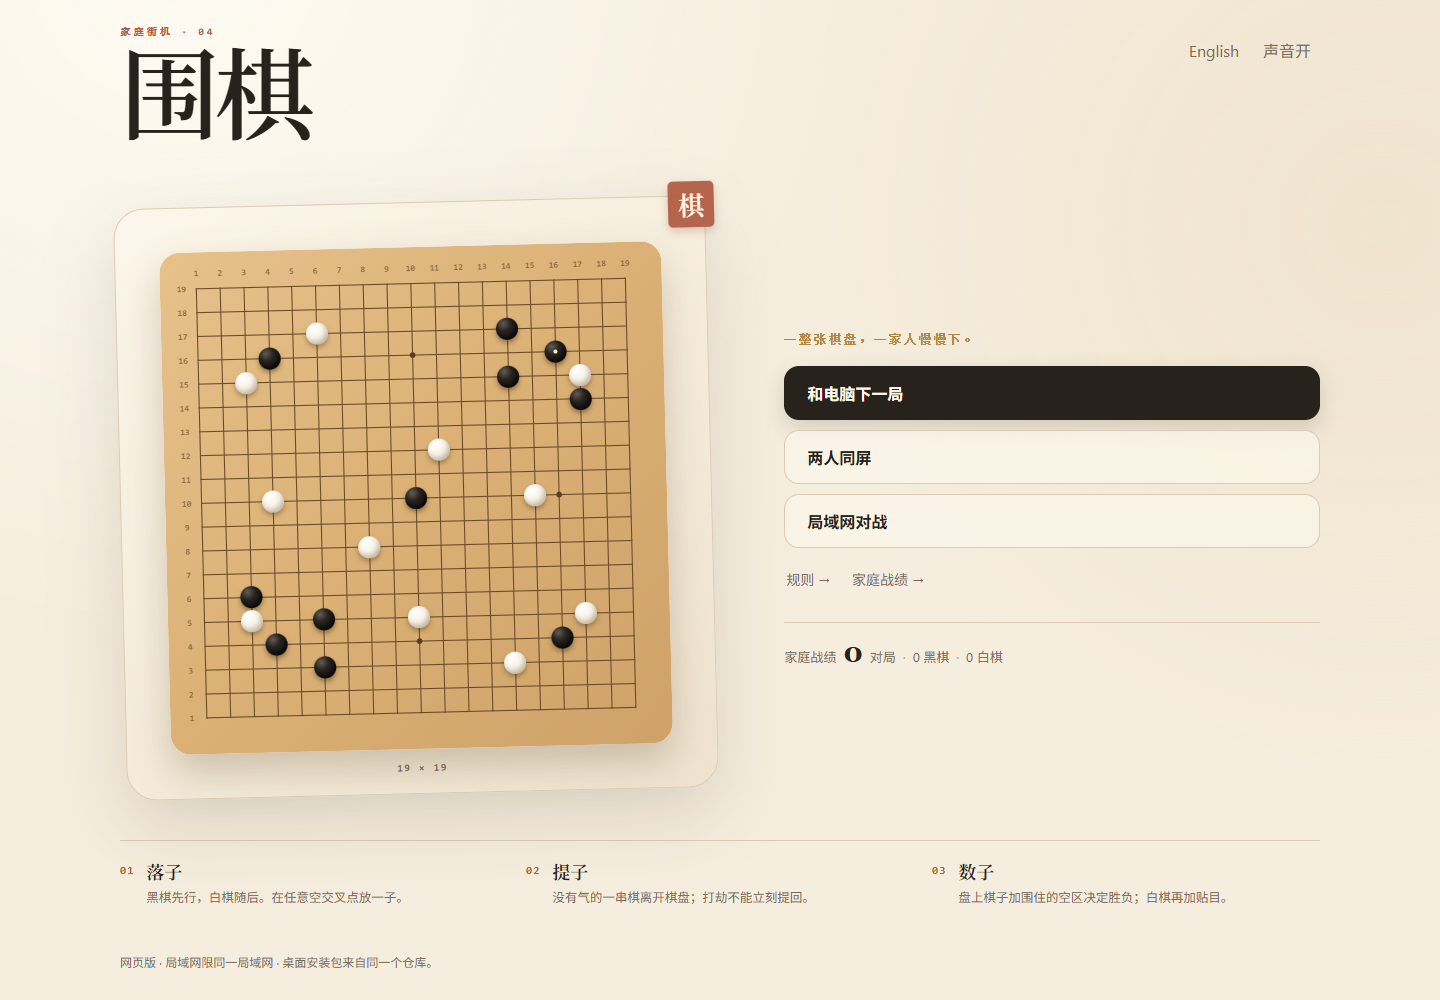 家庭街机 · 04
围棋
English 声音开
棋
1 2 3 4 5 6 7 8 9 10 11 12 13 14 15 16 17 18 19
19
18
17
16
15
14
13
12
11
10
9
8
7
6
5
4
3
2
1
19 × 19
一整张棋盘，一家人慢慢下。
和电脑下一局
两人同屏
局域网对战
规则 → 家庭战绩 →
家庭战绩 0 对局 · 0 黑棋 · 0 白棋
01 落子
黑棋先行，白棋随后。在任意空交叉点放一子。
02 提子
没有气的一串棋离开棋盘；打劫不能立刻提回。
03 数子
盘上棋子加围住的空区决定胜负；白棋再加贴目。
网页版 · 局域网限同一局域网 · 桌面安装包来自同一个仓库。